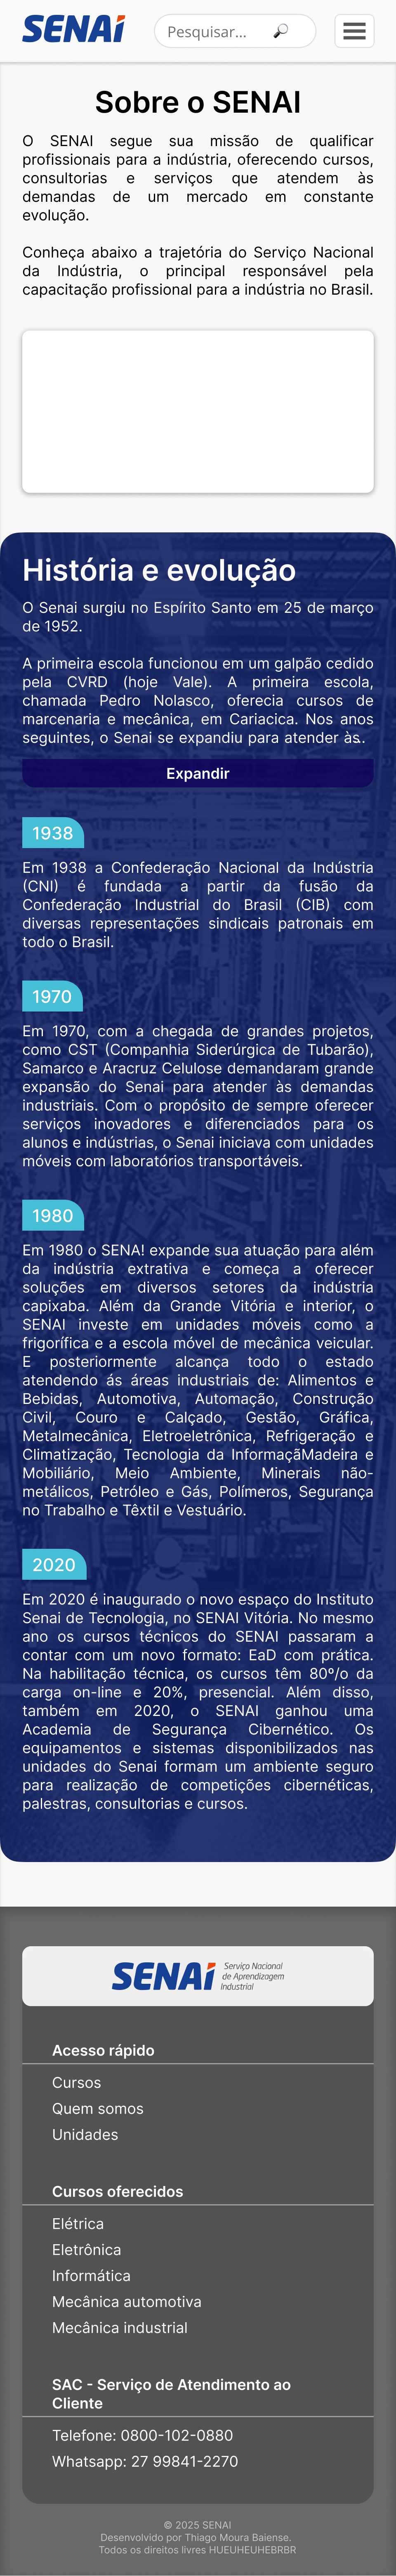 SENAI
Pesquisar...
Sobre o SENAI
O SENAI segue sua missão de qualificar
profissionais para a indústria, oferecendo cursos,
consultorias e serviços que atendem às
demandas de um mercado em constante
evolução.
Conheça abaixo a trajetória do Serviço Nacional
da Indústria, o principal responsável pela
capacitação profissional para a indústria no Brasil.
História e evolução
O Senai surgiu no Espírito Santo em 25 de março
de 1952.
A primeira escola funcionou em um galpão cedido
pela CVRD (hoje Vale). A primeira escola,
chamada Pedro Nolasco, oferecia cursos de
marcenaria e mecânica, em Cariacica. Nos anos
seguintes, o Senai se expandiu para atender às..
Expandir
1938
Em 1938 a Confederação Nacional da Indústria
(CNI) é fundada a partir da fusão da
Confederação Industrial do Brasil (CIB) com
diversas representações sindicais patronais em
todo o Brasil.
1970
Em 1970, com a chegada de grandes projetos,
como CST (Companhia Siderúrgica de Tubarão),
Samarco e Aracruz Celulose demandaram grande
expansão do Senai para atender às demandas
industriais. Com o propósito de sempre oferecer
serviços inovadores e diferenciados para os
alunos e indústrias, o Senai iniciava com unidades
móveis com laboratórios transportáveis.
1980
Em 1980 o SENA! expande sua atuação para além
da indústria extrativa e começa a oferecer
soluções em diversos setores da indústria
capixaba. Além da Grande Vitória e interior, o
SENAI investe em unidades móveis como a
frigorífica e a escola móvel de mecânica veicular.
E posteriormente alcança todo o estado
atendendo ás áreas industriais de: Alimentos e
Bebidas, Automotiva, Automação, Construção
Civil, Couro e Calçado, Gestão, Gráfica,
Metalmecânica, Eletroeletrônica, Refrigeração e
Climatização, Tecnologia da InformaçãMadeira e
Mobiliário, Meio Ambiente, Minerais não-
metálicos, Petróleo e Gás, Polímeros, Segurança
no Trabalho e Têxtil e Vestuário.
2020
Em 2020 é inaugurado o novo espaço do Instituto
Senai de Tecnologia, no SENAI Vitória. No mesmo
ano os cursos técnicos do SENAI passaram a
contar com um novo formato: EaD com prática.
Na habilitação técnica, os cursos têm 80º/o da
carga on-line e 20%, presencial. Além disso,
também em 2020, o SENAI ganhou uma
Academia de Segurança Cibernético. Os
equipamentos e sistemas disponibilizados nas
unidades do Senai formam um ambiente seguro
para realização de competições cibernéticas,
palestras, consultorias e cursos.
SENAI
Serviço Nacional
de Aprendizagem
Industrial
Acesso rápido
Cursos
Quem somos
Unidades
Cursos oferecidos
Elétrica
Eletrônica
Informática
Mecânica automotiva
Mecânica industrial
SAC - Serviço de Atendimento ao
Cliente
Telefone: 0800-102-0880
Whatsapp: 27 99841-2270
© 2025 SENAI
Desenvolvido por Thiago Moura Baiense.
Todos os direitos livres HUEUHEUHEBRBR